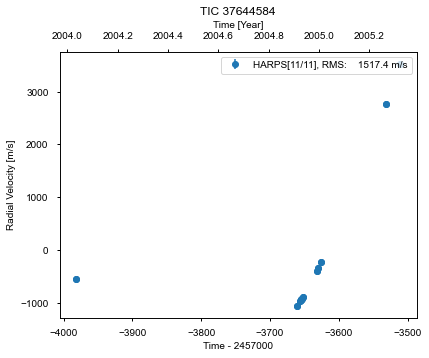 TIC 37644584
Time [Year]
2004.0 2004.2 2004.4 2004.6 2004.8 2005.0 2005.2
HARPS[11/11], RMS: 1517.4 m/s
Radial Velocity [m/s]
3000
2000
1000
0
−1000
−4000 −3900 −3800 −3700 −3600 −3500
Time - 2457000